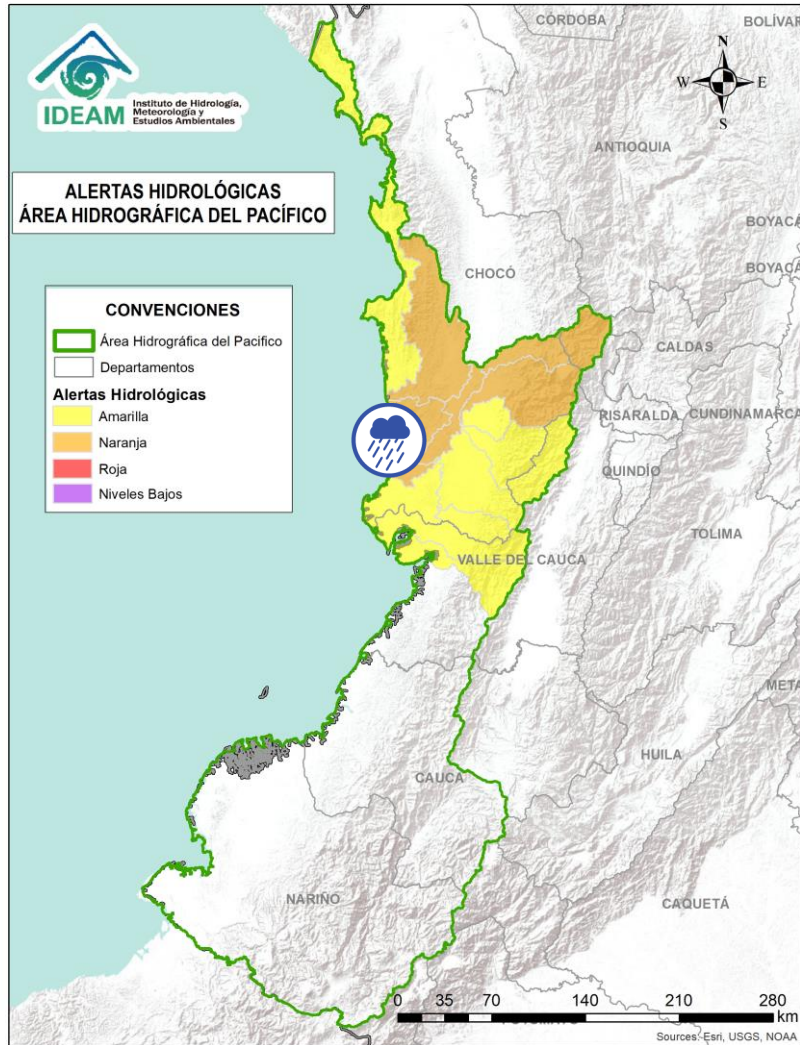 CÓRDOBA
BOLÍVAR
IDEAM
Instituto de Hidrología,
Meteorología y
Estudios Ambientales
N
W E
S
ANTIOQUIA
ALERTAS HIDROLÓGICAS
ÁREA HIDROGRÁFICA DEL PACÍFICO
BOYACÁ
BOYACÁ
CHOCÓ
CONVENCIONES
Área Hidrográfica del Pacifico
Departamentos
Alertas Hidrológicas
Amarilla
Naranja
Roja
Niveles Bajos
CALDAS
RISARALDA
CUNDINAMARCA
QUINDÍO
TOLIMA
VALLE DEL CAUCA
META
HUILA
CAUCA
NARIÑO
CAQUETÁ
0 35 70 140 210 280
km
Sources: Esri, USGS, NOAA